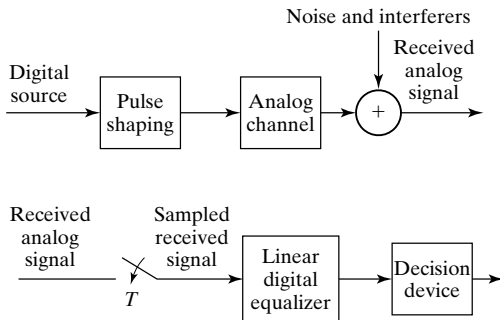 Noise and interferers
Received
analog
signal
Digital
source
Pulse
shaping
Analog
channel
+
Received
analog
signal
T
Sampled
received
signal
Linear
digital
equalizer
Decision
device